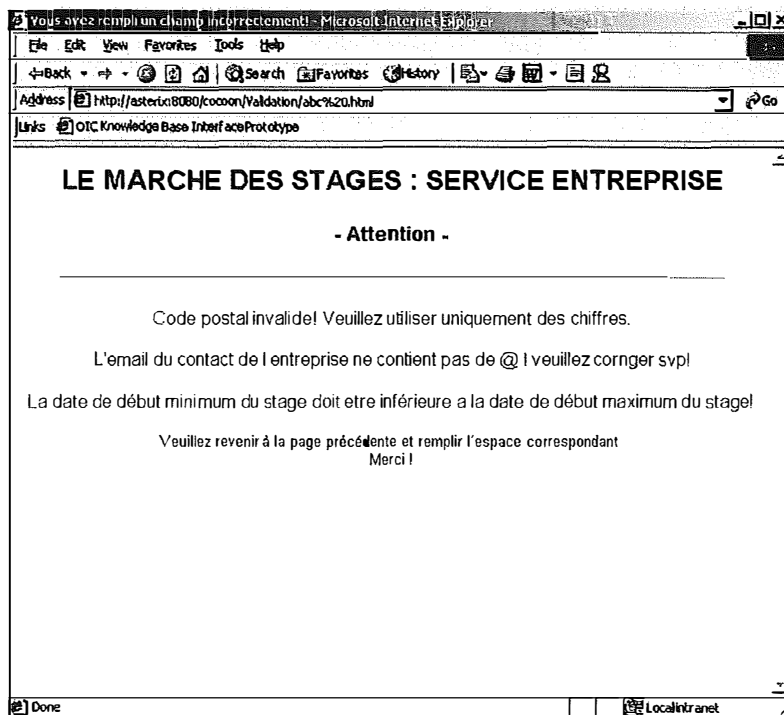 Vous avez rempli un champ incorrectement! - Microsoft Internet Explorer
File Edit View Favorites Tools Help
Back Search Favorites History
Address http://asterix:8080/cocoon/Validation/abc%20.html Go
Links OIC Knowledge Base Interface Prototype
LE MARCHE DES STAGES : SERVICE ENTREPRISE
- Attention -
Code postal invalide! Veuillez utiliser uniquement des chiffres.
L'email du contact de l entreprise ne contient pas de @ ! veuillez corriger svp!
La date de début minimum du stage doit etre inférieure a la date de début maximum du stage!
Veuillez revenir à la page précédente et remplir l'espace correspondant
Merci !
Done Local intranet